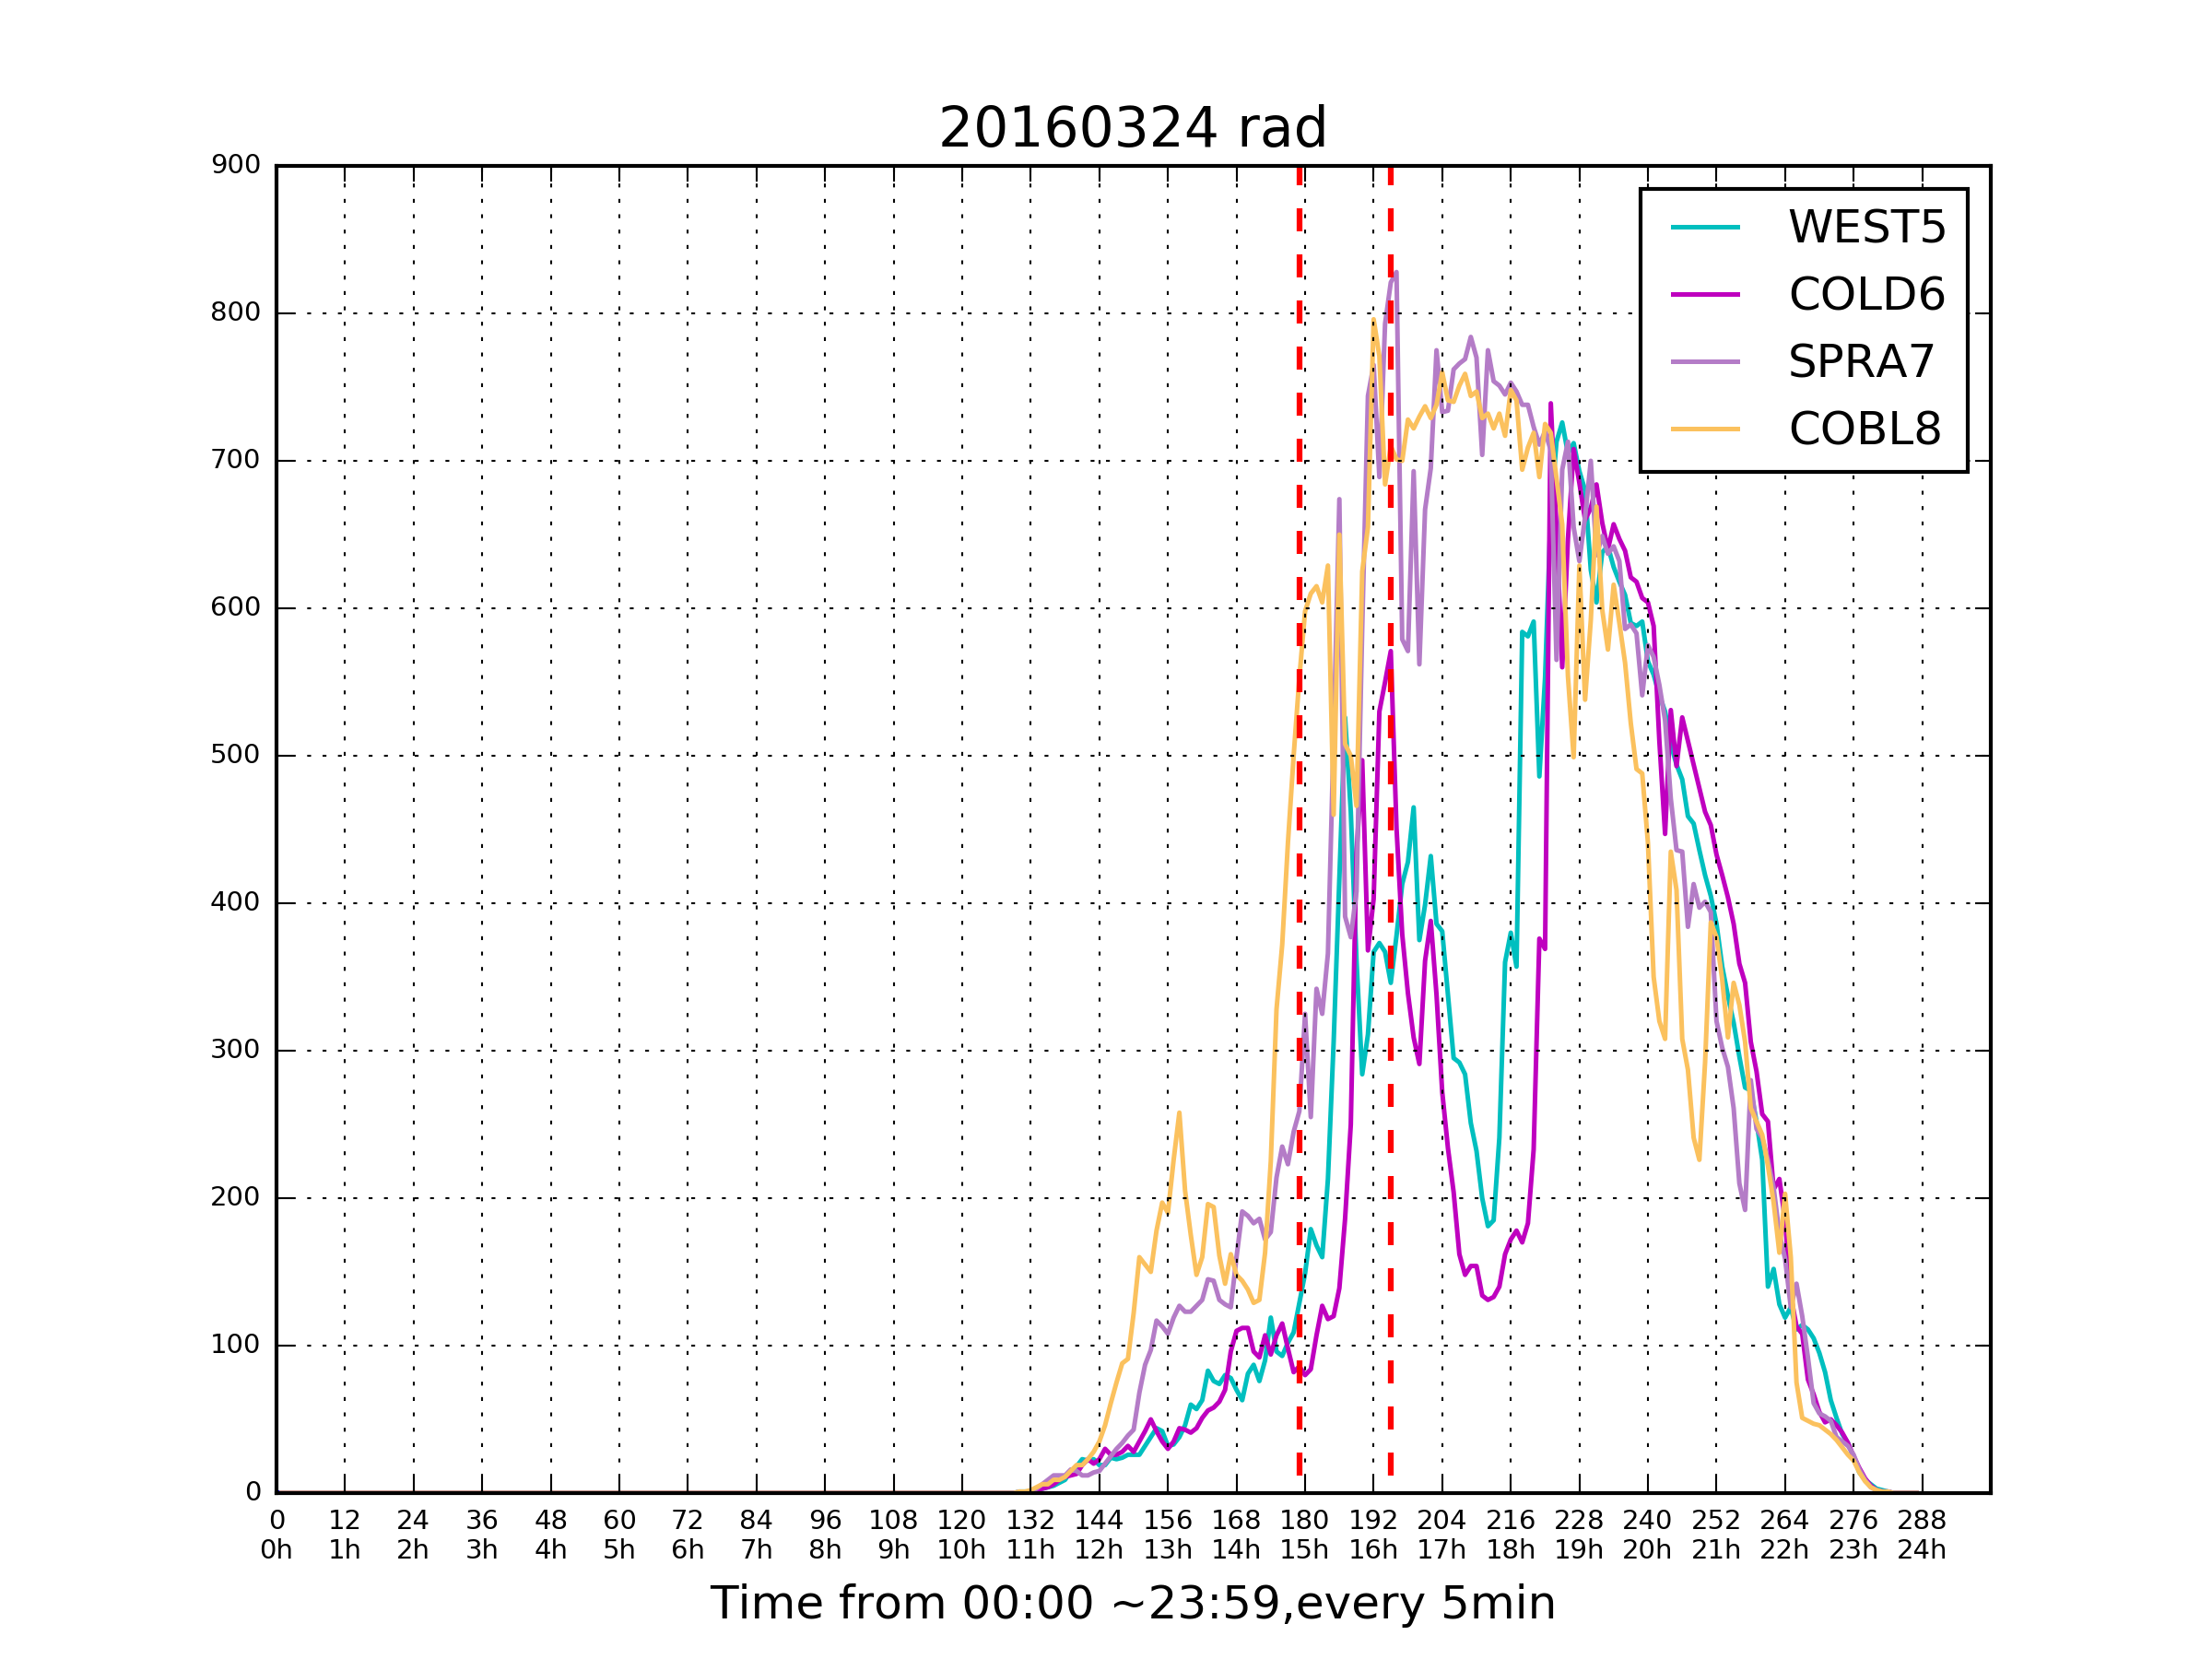 20160324 rad
900
800
700
600
500
400
300
200
100
0
WEST5
COLD6
SPRA7
COBL8
0 12 24 36 48 60 72 84 96 108 120 132 144 156 168 180 192 204 216 228 240 252 264 276 288
0h 1h 2h 3h 4h 5h 6h 7h 8h 9h 10h 11h 12h 13h 14h 15h 16h 17h 18h 19h 20h 21h 22h 23h 24h
Time from 00:00 ~23:59,every 5min